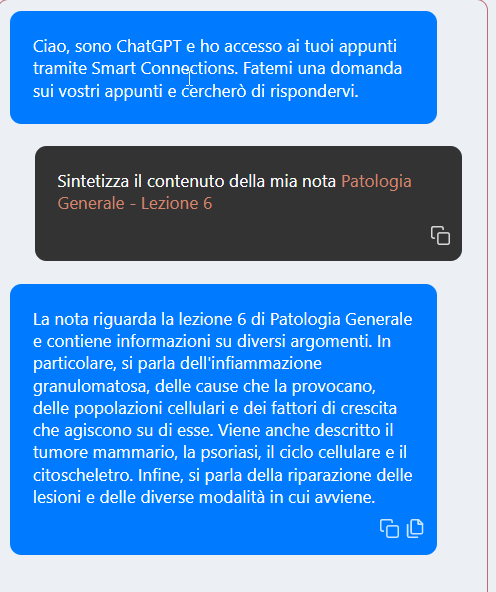 Ciao, sono ChatGPT e ho accesso ai tuoi appunti
tramite Smart Connections. Fatemi una domanda
sui vostri appunti e cercherò di rispondervi.
Sintetizza il contenuto della mia nota Patologia
Generale - Lezione 6
La nota riguarda la lezione 6 di Patologia Generale
e contiene informazioni su diversi argomenti. In
particolare, si parla dell'infiammazione
granulomatosa, delle cause che la provocano,
delle popolazioni cellulari e dei fattori di crescita
che agiscono su di esse. Viene anche descritto il
tumore mammario, la psoriasi, il ciclo cellulare e il
citoscheletro. Infine, si parla della riparazione delle
lesioni e delle diverse modalità in cui avviene.